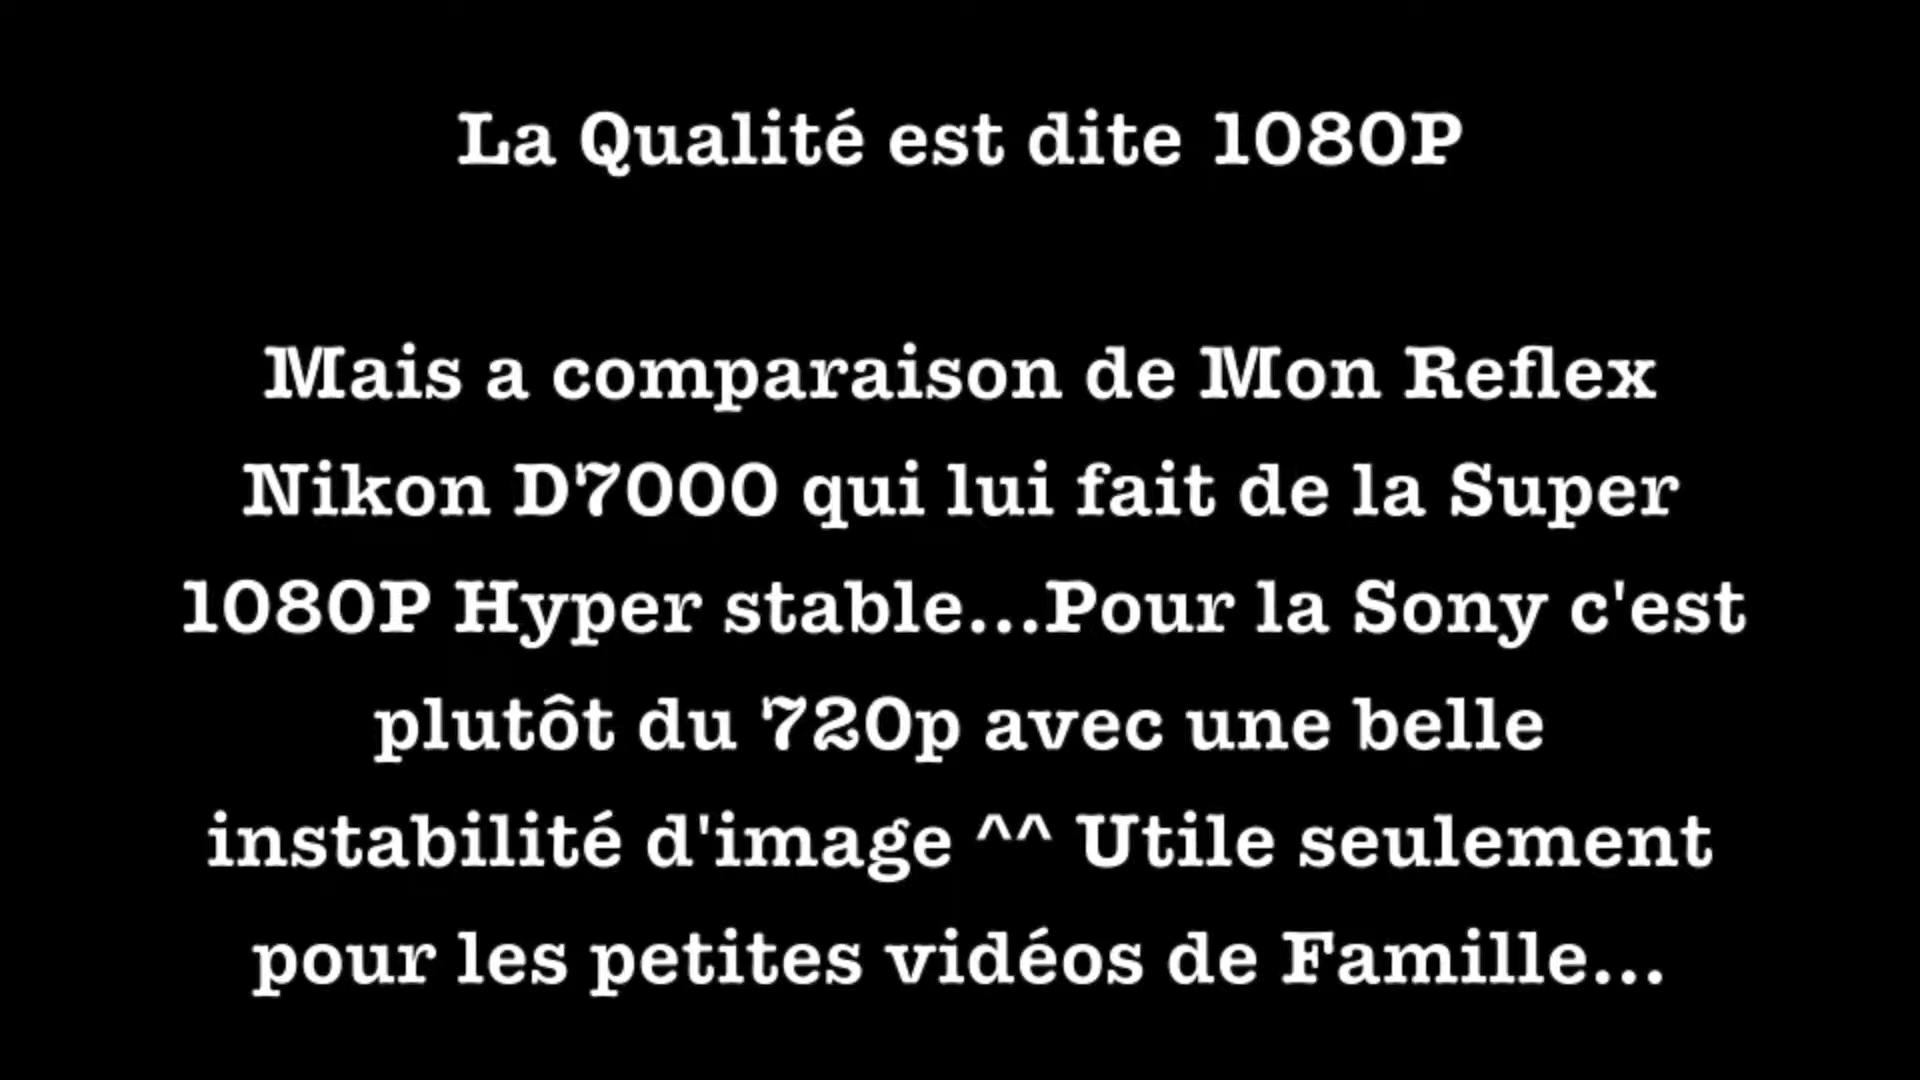 La Qualité est dite 1080P
Mais a comparaison de Mon Reflex
Nikon D7000 qui lui fait de la Super
1080P Hyper stable...Pour la Sony c'est
plutôt du 720p avec une belle
instabilité d'image ^^ Utile seulement
pour les petites vidéos de Famille...